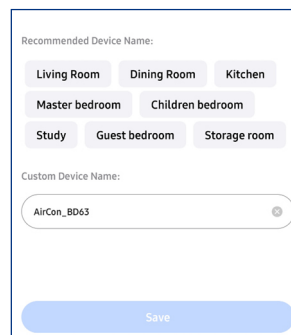 Recommended Device Name:
Living Room Dining Room Kitchen
Master bedroom Children bedroom
Study Guest bedroom Storage room
Custom Device Name:
AirCon_BD63
Save